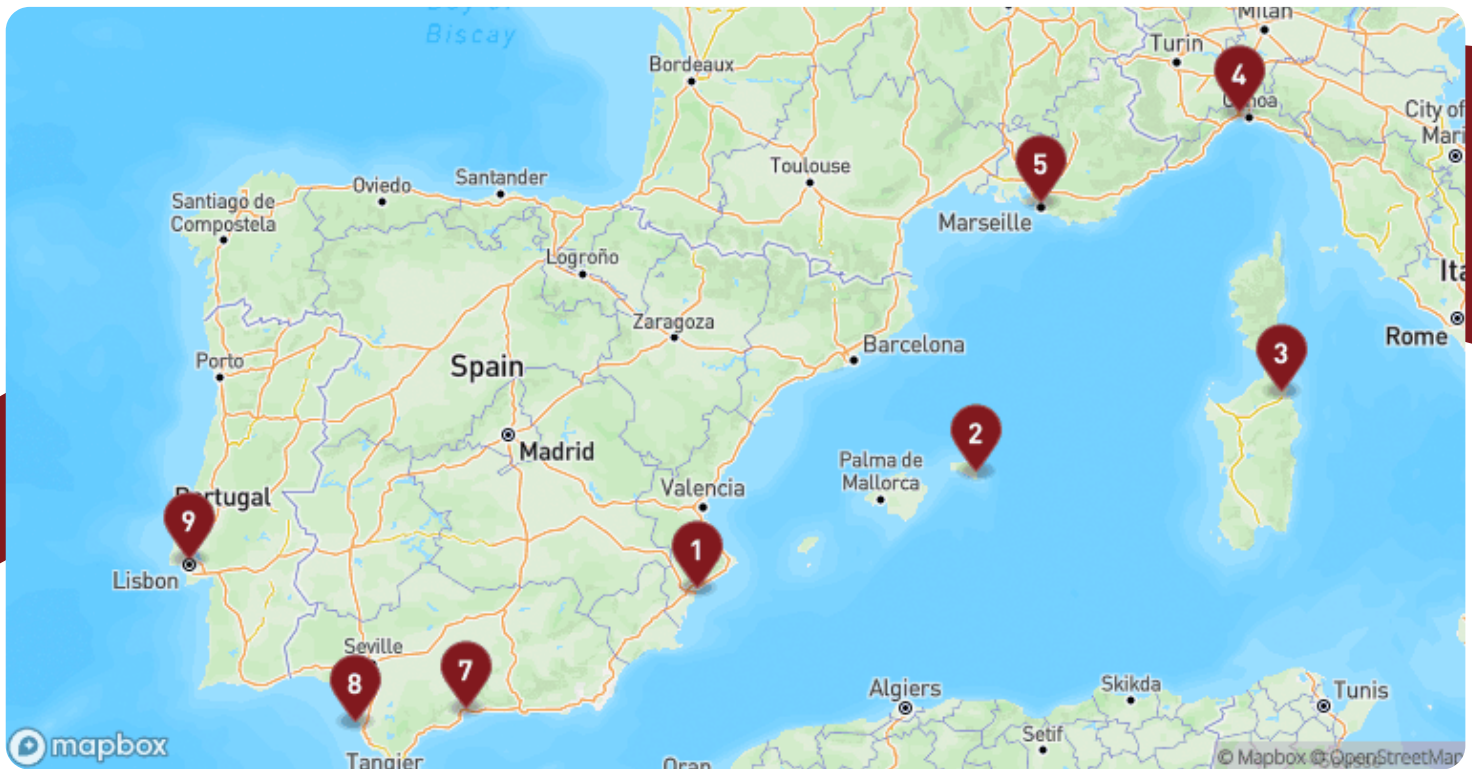 Biscay
Milan
Turin
Bordeaux
4
City of
Mari
Toulouse
5
Oviedo
Santander
Santiago de
Compostela
Marseille
Logroño
Ita
Zaragoza
Rome
Barcelona
Porto
Spain
3
Madrid
2
Palma de
Mallorca
Valencia
Portugal
9
1
Lisbon
Seville
7
8
Algiers
Skikda
Tunis
Setif
mapbox
Tangier
Oran
© Mapbox © OpenStreetMap